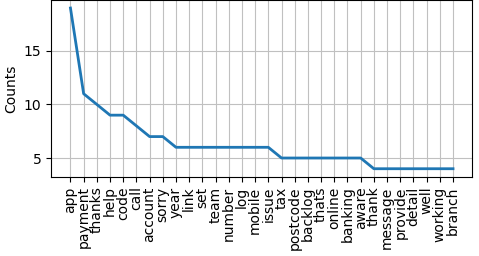 Counts
15
10
5
app
payment
thanks
help
code
call
account
sorry
year
link
set
team
number
log
mobile
issue
tax
postcode
backlog
thats
online
banking
aware
thank
message
provide
detail
well
working
branch